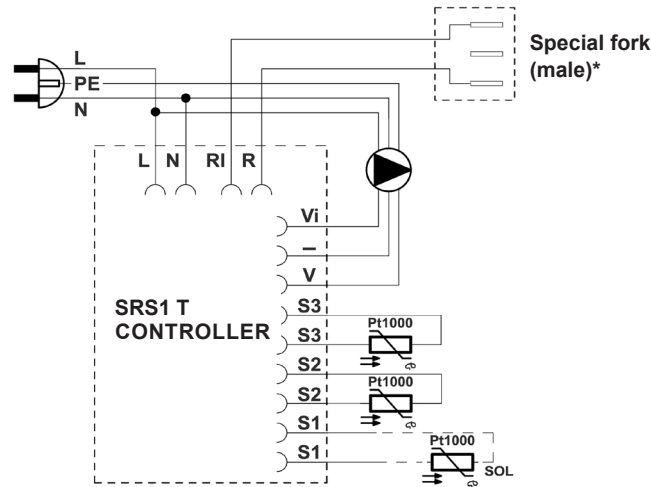 L
PE
N
Special fork
(male)*
L N RI R
Vi
–
V
SRS1 T
CONTROLLER
S3
Pt1000
S3
S2
Pt1000
S2
S1
Pt1000
S1
SOL